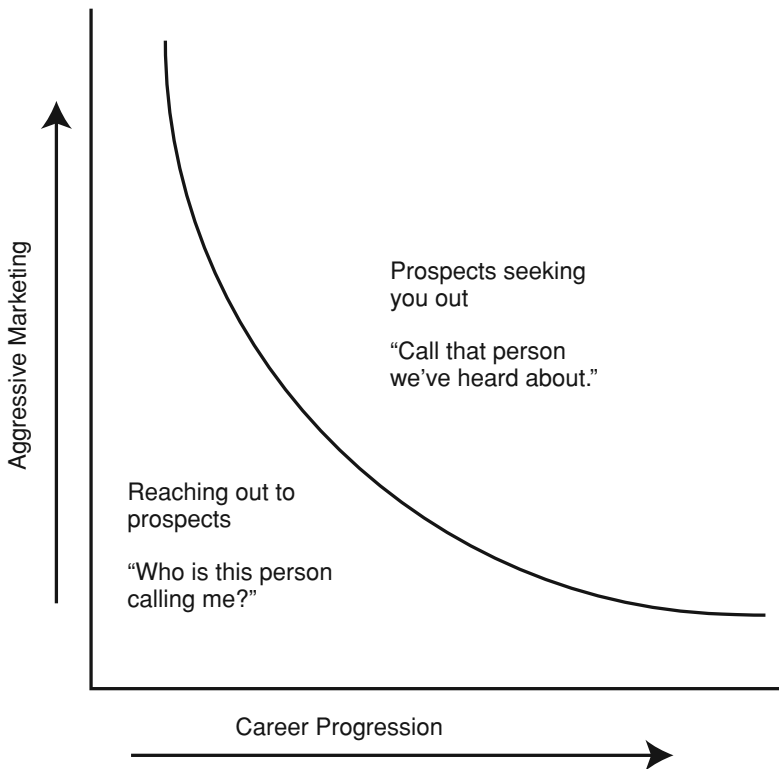 Aggressive Marketing
Prospects seeking
you out
“Call that person
we’ve heard about.”
Reaching out to
prospects
“Who is this person
calling me?”
Career Progression